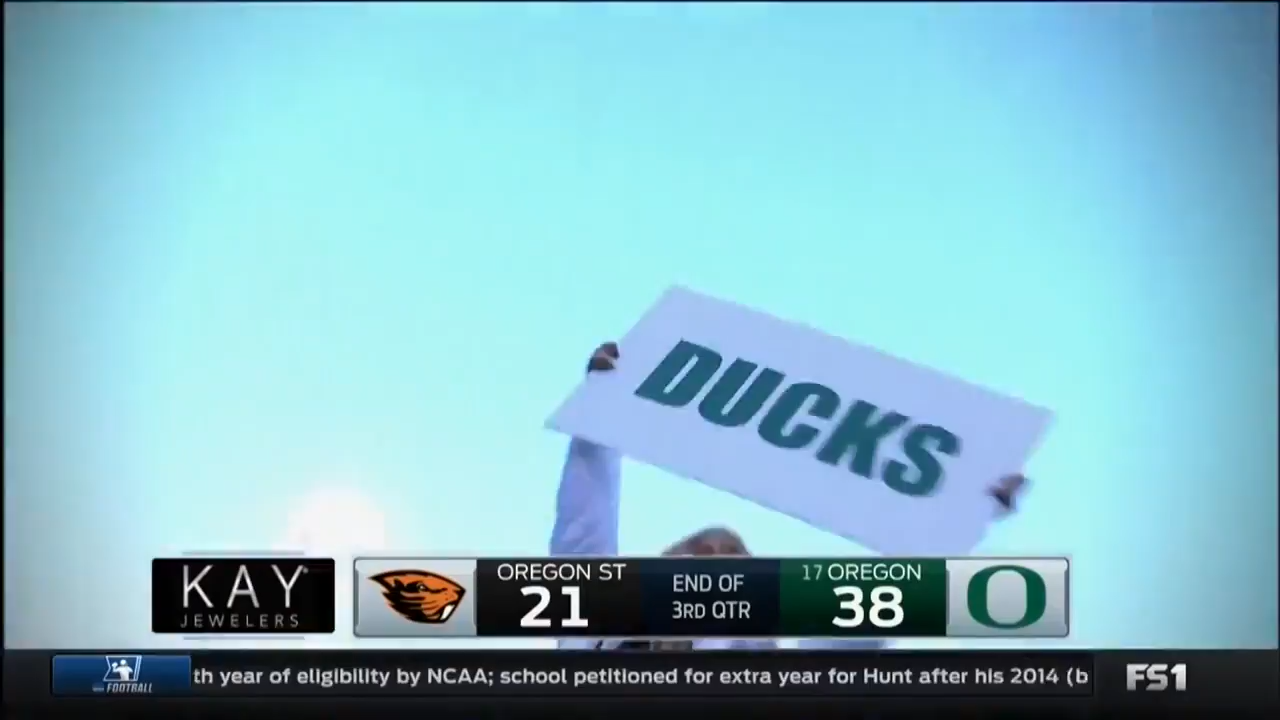 DUCKS
KAY
JEWELERS
OREGON ST
21
END OF
3RD QTR
17 OREGON
38
O
FOOTBALL
th year of eligibility by NCAA; school petitioned for extra year for Hunt after his 2014 (b
FS1